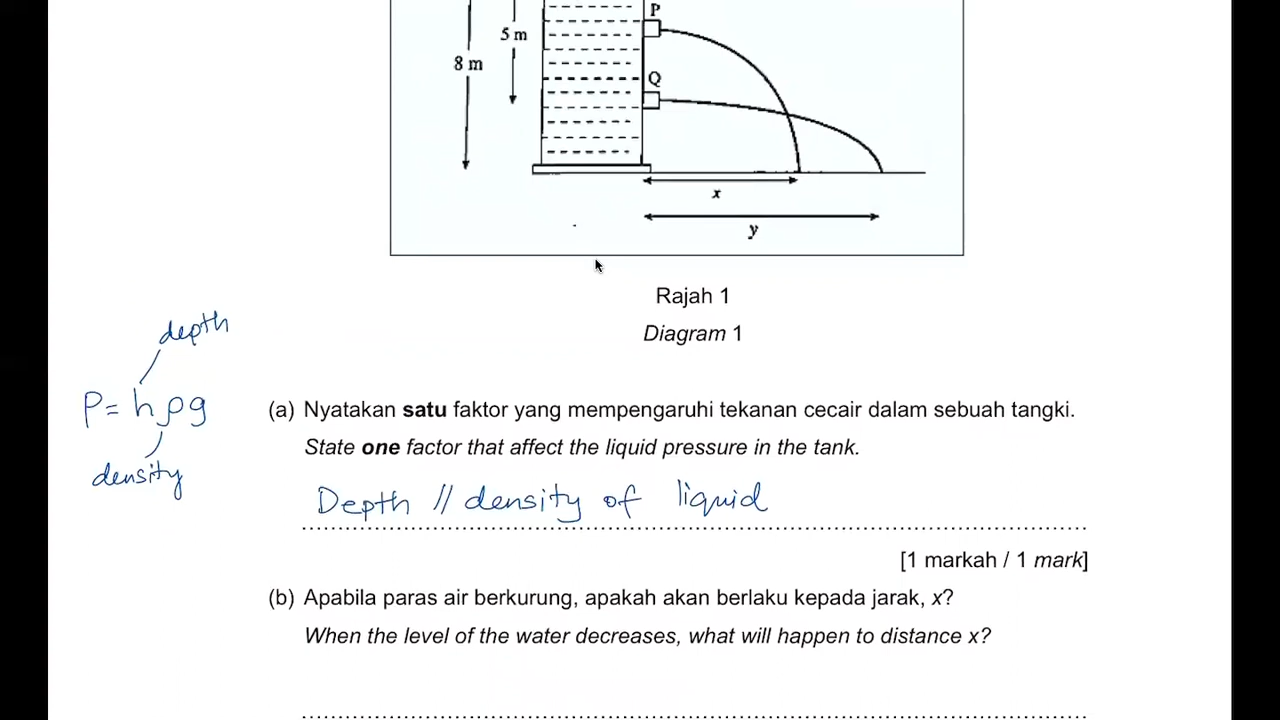 P
5 m
8 m
Q
x
y
Rajah 1
Diagram 1
depth
P = hρg
density
(a) Nyatakan satu faktor yang mempengaruhi tekanan cecair dalam sebuah tangki.
State one factor that affect the liquid pressure in the tank.
Depth // density of liquid
[1 markah / 1 mark]
(b) Apabila paras air berkurung, apakah akan berlaku kepada jarak, x?
When the level of the water decreases, what will happen to distance x?